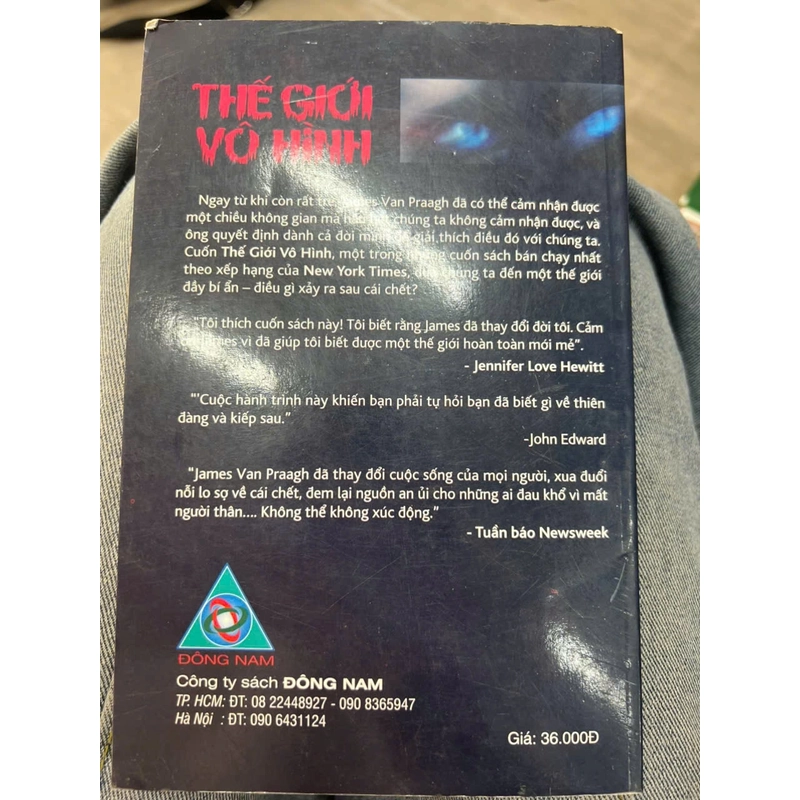 THẾ GIỚI
VÔ HÌNH
Ngay từ khi còn rất trẻ, James Van Praagh đã có thể cảm nhận được
một chiều không gian mà hầu hết chúng ta không cảm nhận được, và
ông quyết định dành cả đời mình để giải thích điều đó với chúng ta.
Cuốn Thế Giới Vô Hình, một trong những cuốn sách bán chạy nhất
theo xếp hạng của New York Times, đưa chúng ta đến một thế giới
đầy bí ẩn – điều gì xảy ra sau cái chết?
"Tôi thích cuốn sách này! Tôi biết rằng James đã thay đổi đời tôi. Cảm
ơn James vì đã giúp tôi biết được một thế giới hoàn toàn mới mẻ”.
- Jennifer Love Hewitt
“'Cuộc hành trình này khiến bạn phải tự hỏi bạn đã biết gì về thiên
đàng và kiếp sau.”
-John Edward
“James Van Praagh đã thay đổi cuộc sống của mọi người, xua đuổi
nỗi lo sợ về cái chết, đem lại nguồn an ủi cho những ai đau khổ vì mất
người thân.... Không thể không xúc động.”
- Tuần báo Newsweek
ĐÔNG NAM
Công ty sách ĐÔNG NAM
TP. HCM: ĐT: 08 22448927 - 090 8365947
Hà Nội : ĐT: 090 6431124
Giá: 36.000Đ